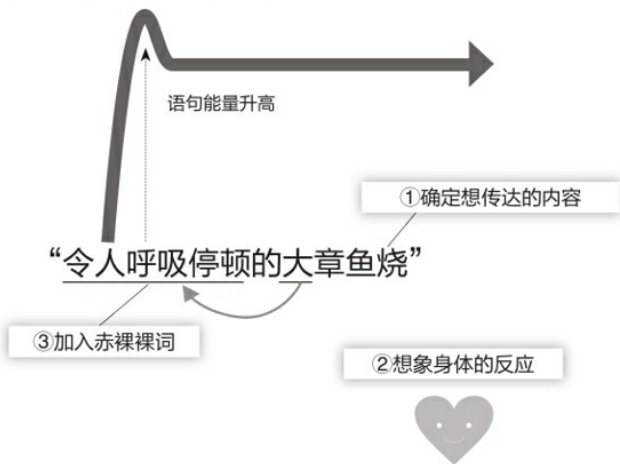 语句能量升高
①确定想传达的内容
“令人呼吸停顿的大章鱼烧”
③加入赤裸裸词
②想象身体的反应